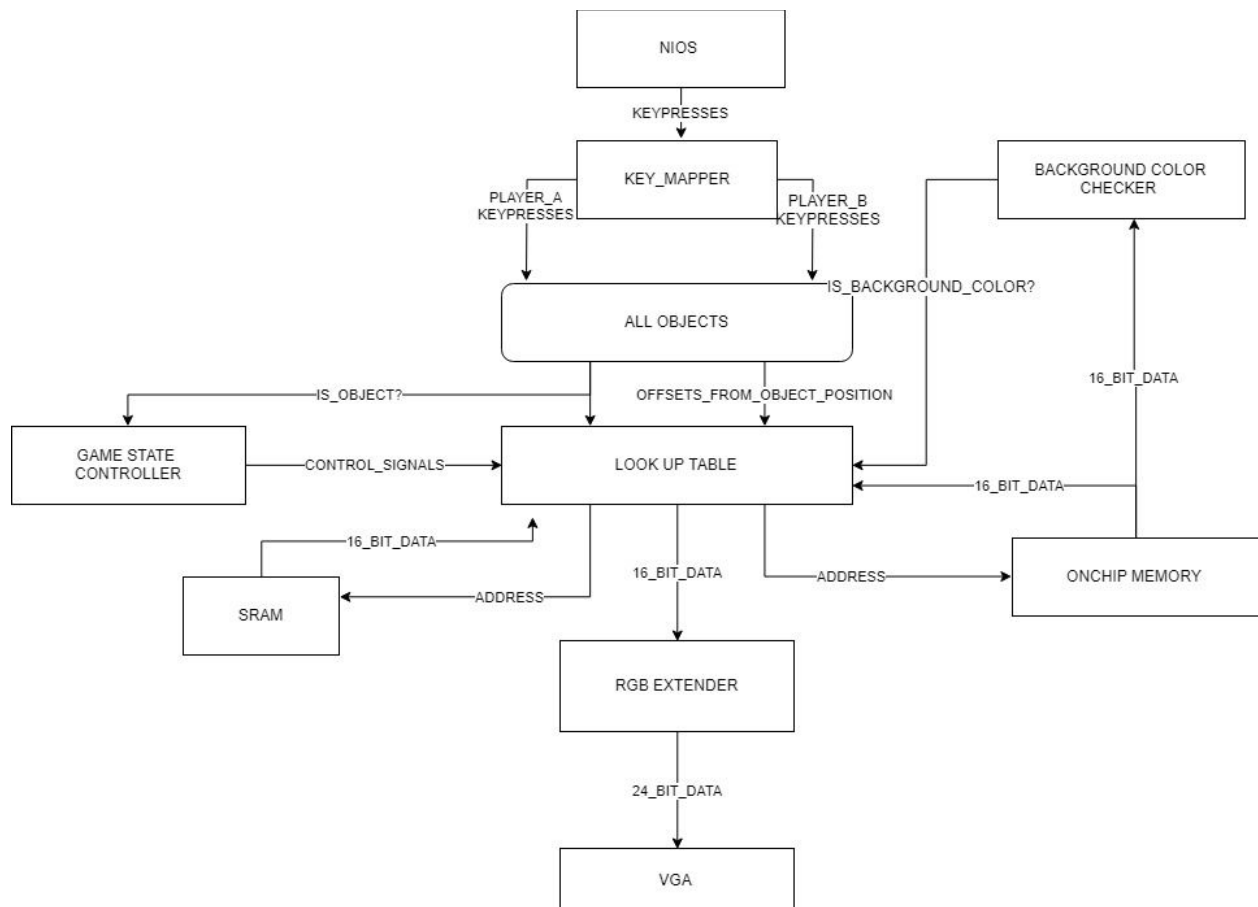 NIOS
KEYPRESSES
KEY_MAPPER
BACKGROUND COLOR
CHECKER
PLAYER_A
KEYPRESSES
PLAYER_B
KEYPRESSES
IS_BACKGROUND_COLOR?
ALL OBJECTS
16_BIT_DATA
IS_OBJECT?
OFFSETS_FROM_OBJECT_POSITION
GAME STATE
CONTROLLER
CONTROL_SIGNALS
LOOK UP TABLE
16_BIT_DATA
16_BIT_DATA
16_BIT_DATA
ADDRESS
ADDRESS
ONCHIP MEMORY
SRAM
RGB EXTENDER
24_BIT_DATA
VGA